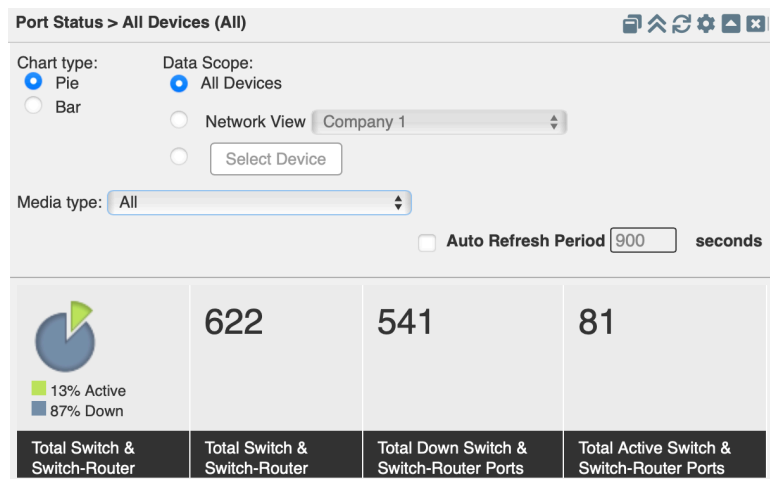 Port Status > All Devices (All)
Chart type:
Data Scope:
Pie
All Devices
Bar
Network View Company 1
Select Device
Media type: All
Auto Refresh Period 900 seconds
622
541
81
13% Active
87% Down
Total Switch &
Switch-Router
Total Switch &
Switch-Router
Total Down Switch &
Switch-Router Ports
Total Active Switch &
Switch-Router Ports